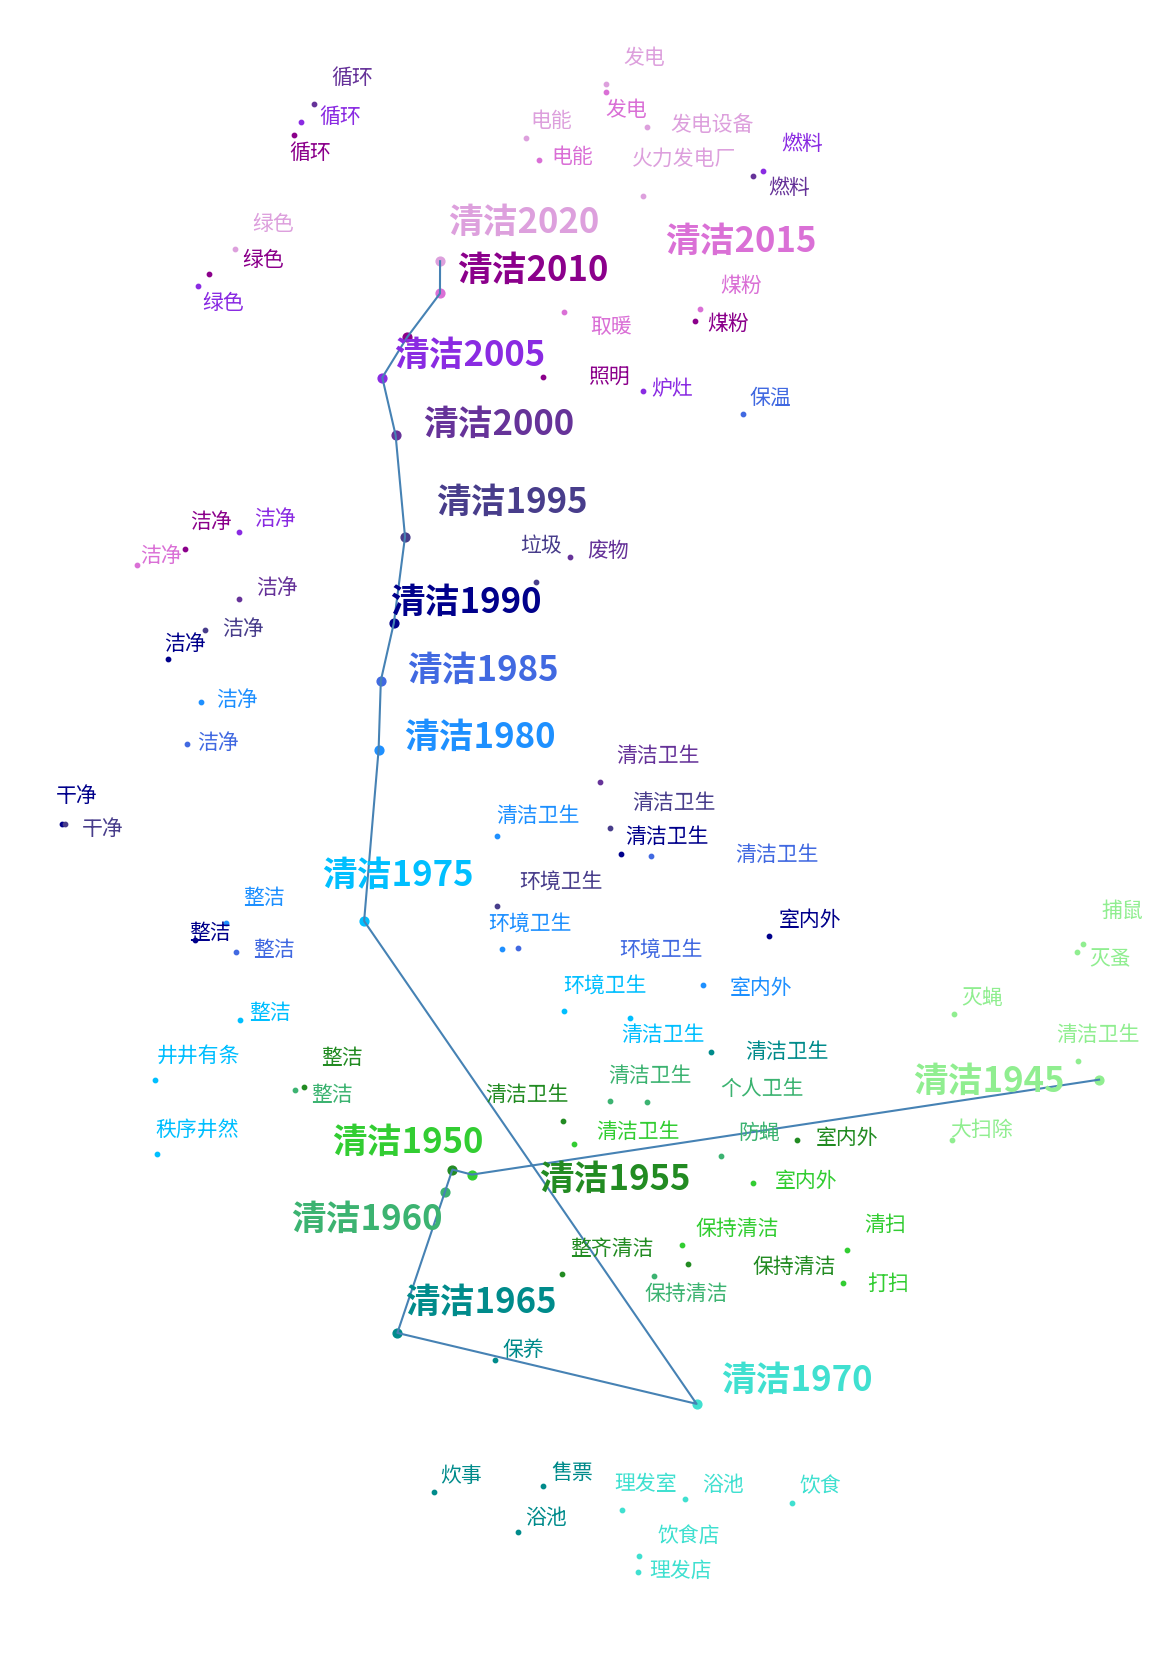 发电
循环
循环
发电
电能
发电设备
循环
燃料
电能
火力发电厂
燃料
绿色
清洁2020
清洁2015
绿色
清洁2010
煤粉
绿色
取暖
煤粉
清洁2005
照明
炉灶
保温
清洁2000
清洁1995
洁净
洁净
垃圾
废物
洁净
洁净
清洁1990
洁净
洁净
清洁1985
洁净
洁净
清洁1980
清洁卫生
干净
清洁卫生
清洁卫生
干净
清洁卫生
清洁卫生
清洁1975
环境卫生
整洁
捕鼠
室内外
环境卫生
整洁
整洁
环境卫生
灭蚤
环境卫生
室内外
灭蝇
整洁
清洁卫生
清洁卫生
井井有条
整洁
清洁卫生
清洁卫生
清洁1945
整洁
清洁卫生
个人卫生
秩序井然
清洁1950
清洁卫生
防蝇
室内外
大扫除
清洁1955
室内外
清洁1960
保持清洁
清扫
整齐清洁
保持清洁
打扫
保持清洁
清洁1965
保养
清洁1970
炊事
售票
理发室
浴池
饮食
浴池
饮食店
理发店